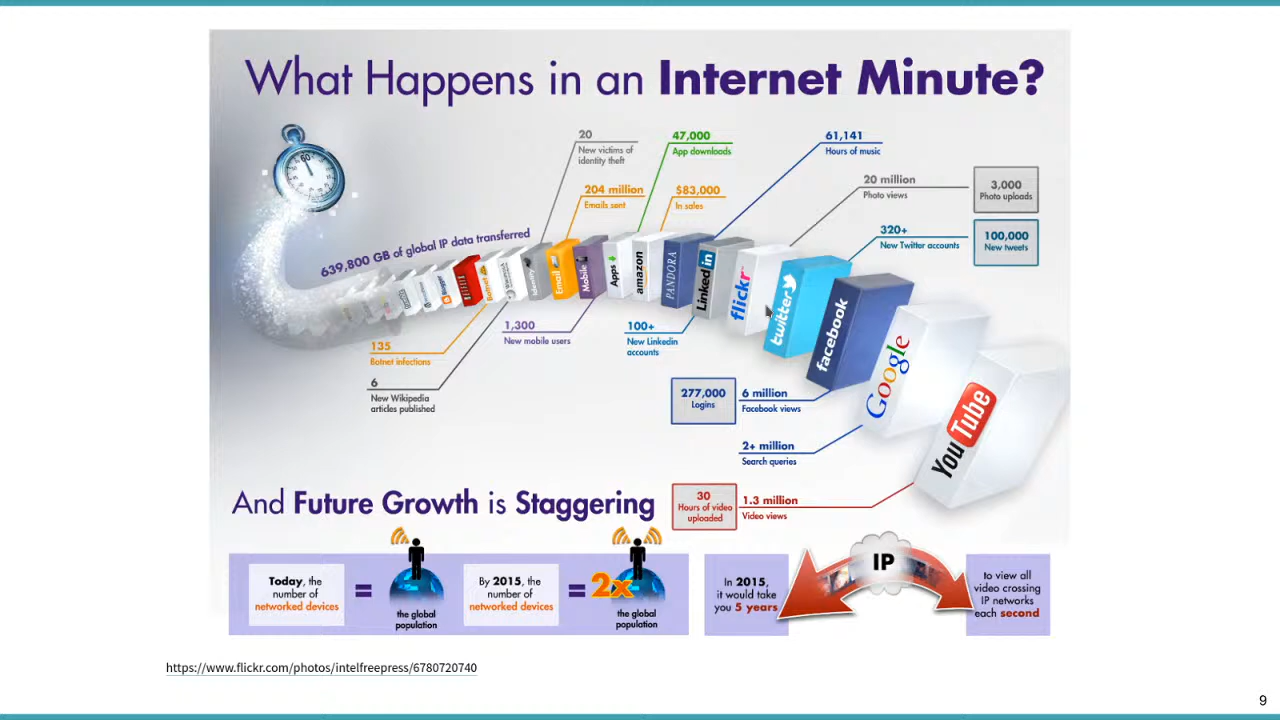 What Happens in an Internet Minute?
60
639,800 GB of global IP data transferred
20
New victims of
identity theft
47,000
App downloads
61,141
Hours of music
204 million
Emails sent
$83,000
In sales
20 million
Photo views
3,000
Photo uploads
320+
New Twitter accounts
100,000
New tweets
Botnet
Wikipedia
Identity
Email
Mobile
Apps
amazon
PANDORA
Linked in
flickr
twitter
facebook
Google
YouTube
135
Botnet infections
6
New Wikipedia
articles published
1,300
New mobile users
100+
New Linkedin
accounts
277,000
Logins
6 million
Facebook views
2+ million
Search queries
30
Hours of video
uploaded
1.3 million
Video views
And Future Growth is Staggering
Today, the
number of
networked devices
=
the global
population
By 2015, the
number of
networked devices
=
2x
the global
population
In 2015,
it would take
you 5 years
IP
to view all
video crossing
IP networks
each second
https://www.flickr.com/photos/intelfreepress/6780720740
9